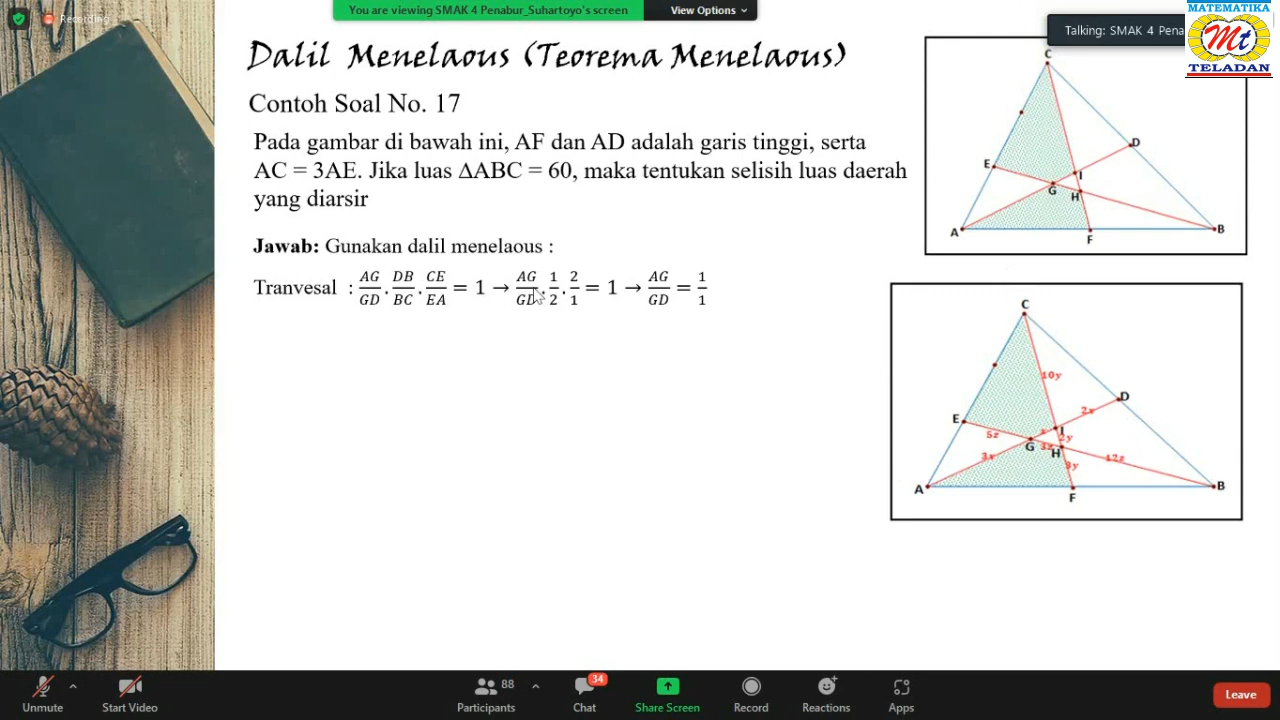 Recording
You are viewing SMAK 4 Penabur_Suhartoyo's screen
View Options
Talking: SMAK 4 Pena
MATEMATIKA
Mt
TELADAN
Dalil Menelaous (Teorema Menelaous)
Contoh Soal No. 17
Pada gambar di bawah ini, AF dan AD adalah garis tinggi, serta
AC = 3AE. Jika luas ΔABC = 60, maka tentukan selisih luas daerah
yang diarsir
Jawab: Gunakan dalil menelaous :
Tranvesal : AG/GD . DB/BC . CE/EA = 1 → AG/GD . 1/2 . 2/1 = 1 → AG/GD = 1/1
C
D
E
I
G
H
A
F
B
C
10y
D
2x
E
5z
x
I
2y
G
3z
H
12z
3x
3y
A
F
B
Unmute
Start Video
88
Participants
34
Chat
Share Screen
Record
Reactions
Apps
Leave